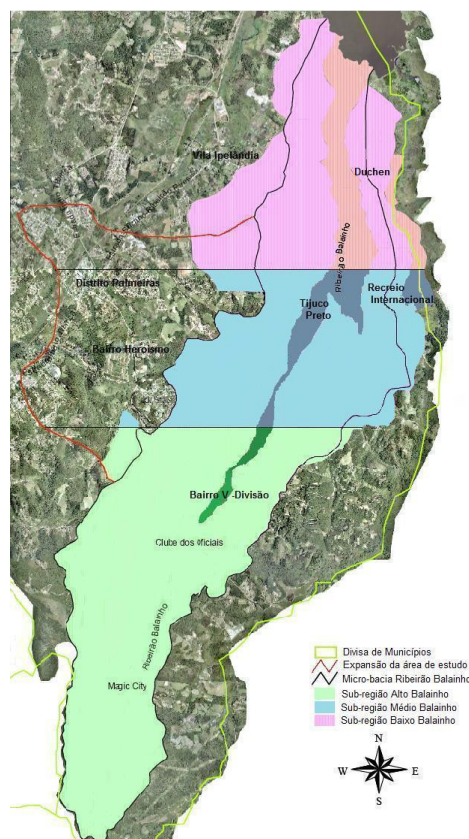 Vila Ipelândia
Duchen
Ribeirão Balainho
Distrito Palmeiras
Recreio
Internacional
Tijuco
Preto
Bairro Heroismo
Bairro V -Divisão
Clube dos oficiais
Ribeirão Balainho
Magic City
Divisa de Municípios
Expansão da área de estudo
Micro-bacia Ribeirão Balainho
Sub-região Alto Balainho
Sub-região Médio Balainho
Sub-região Baixo Balainho
N
W
E
S